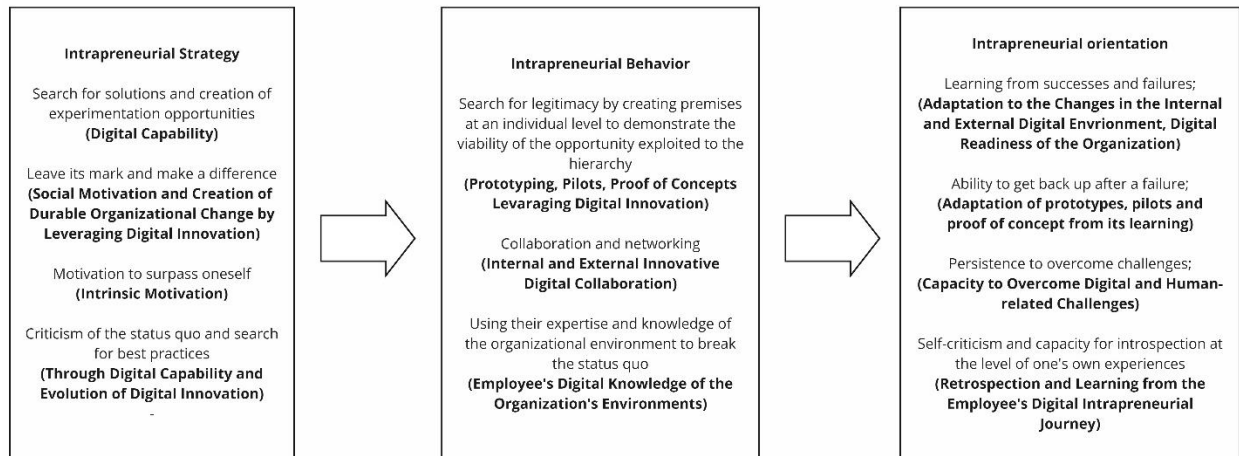 Intrapreneurial Strategy
Search for solutions and creation of
experimentation opportunities
(Digital Capability)
Leave its mark and make a difference
(Social Motivation and Creation of
Durable Organizational Change by
Leveraging Digital Innovation)
Motivation to surpass oneself
(Intrinsic Motivation)
Criticism of the status quo and search
for best practices
(Through Digital Capability and
Evolution of Digital Innovation)
-
Intrapreneurial Behavior
Search for legitimacy by creating premises
at an individual level to demonstrate the
viability of the opportunity exploited to the
hierarchy
(Prototyping, Pilots, Proof of Concepts
Levaraging Digital Innovation)
Collaboration and networking
(Internal and External Innovative
Digital Collaboration)
Using their expertise and knowledge of
the organizational environment to break
the status quo
(Employee's Digital Knowledge of the
Organization's Environments)
Intrapreneurial orientation
Learning from successes and failures;
(Adaptation to the Changes in the Internal
and External Digital Envrionment, Digital
Readiness of the Organization)
Ability to get back up after a failure;
(Adaptation of prototypes, pilots and
proof of concept from its learning)
Persistence to overcome challenges;
(Capacity to Overcome Digital and Human-
related Challenges)
Self-criticism and capacity for introspection
at the level of one's own experiences
(Retrospection and Learning from the
Employee's Digital Intrapreneurial
Journey)